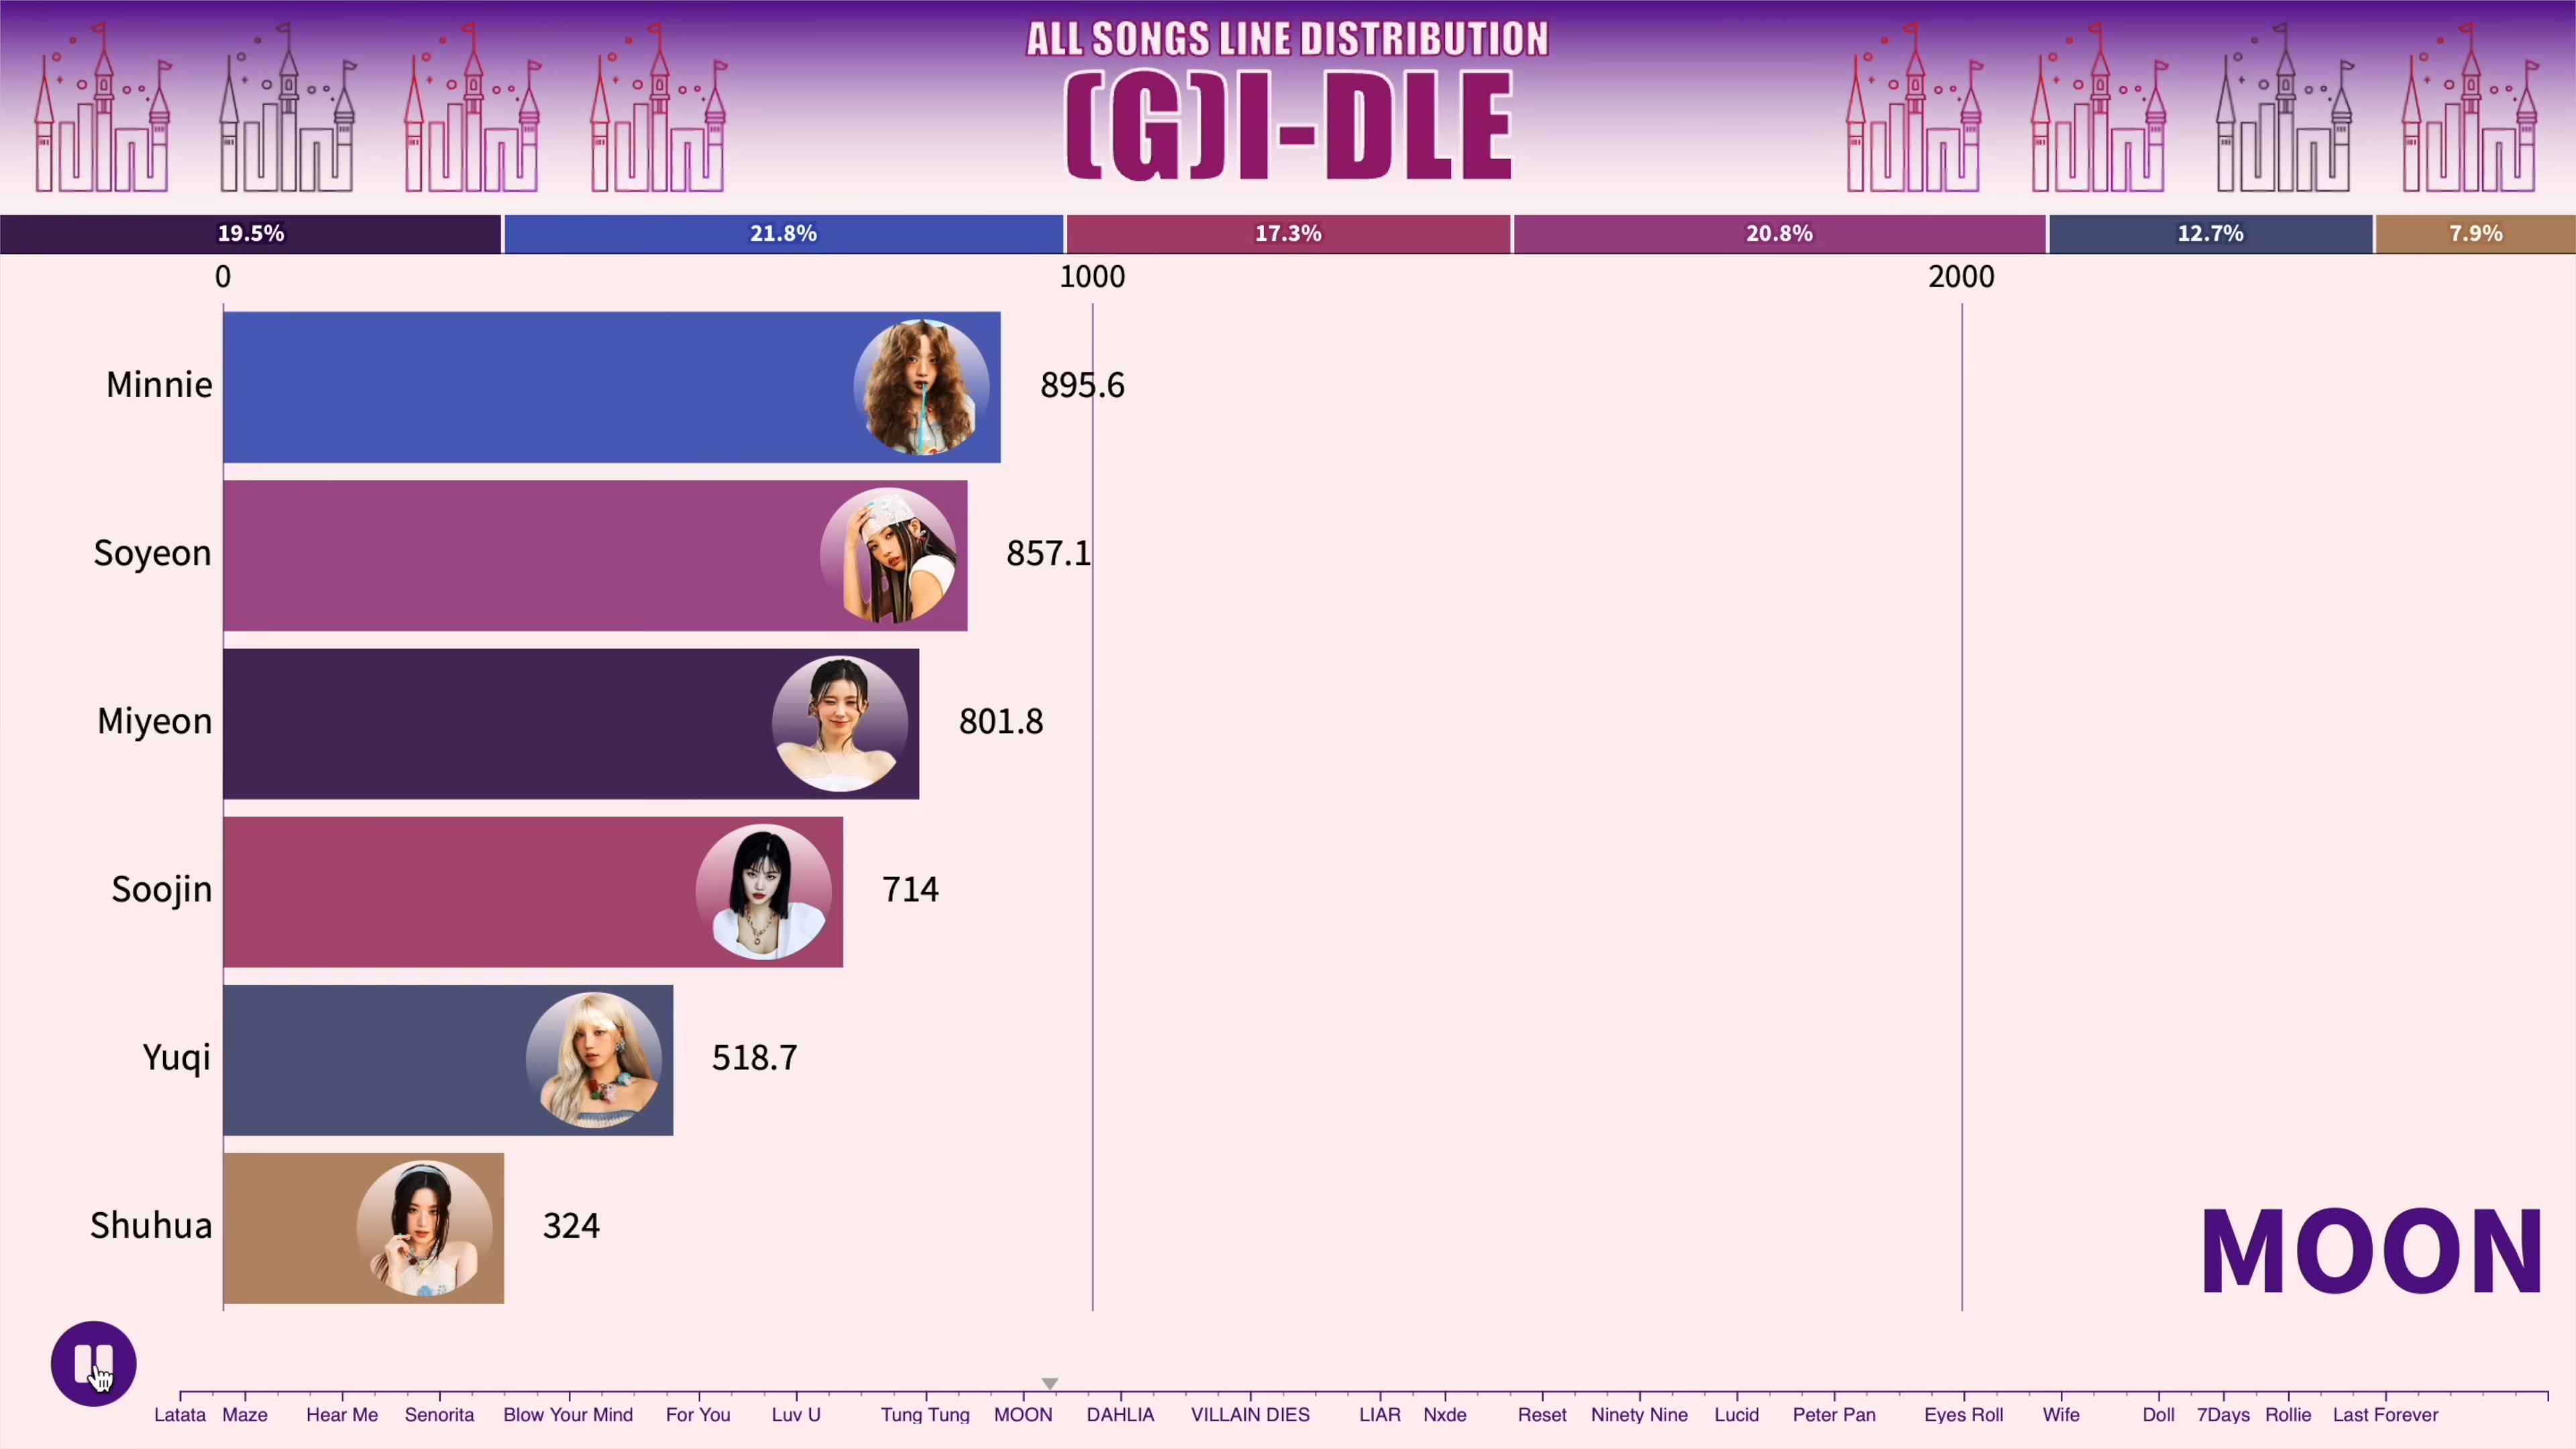 ALL SONGS LINE DISTRIBUTION
(G)I-DLE
19.5% 21.8% 17.3% 20.8% 12.7% 7.9%
0 1000 2000
Minnie 895.6
Soyeon 857.1
Miyeon 801.8
Soojin 714
Yuqi 518.7
Shuhua 324
MOON
Latata Maze Hear Me Senorita Blow Your Mind For You Luv U Tung Tung MOON DAHLIA VILLAIN DIES LIAR Nxde Reset Ninety Nine Lucid Peter Pan Eyes Roll Wife Doll 7Days Rollie Last Forever